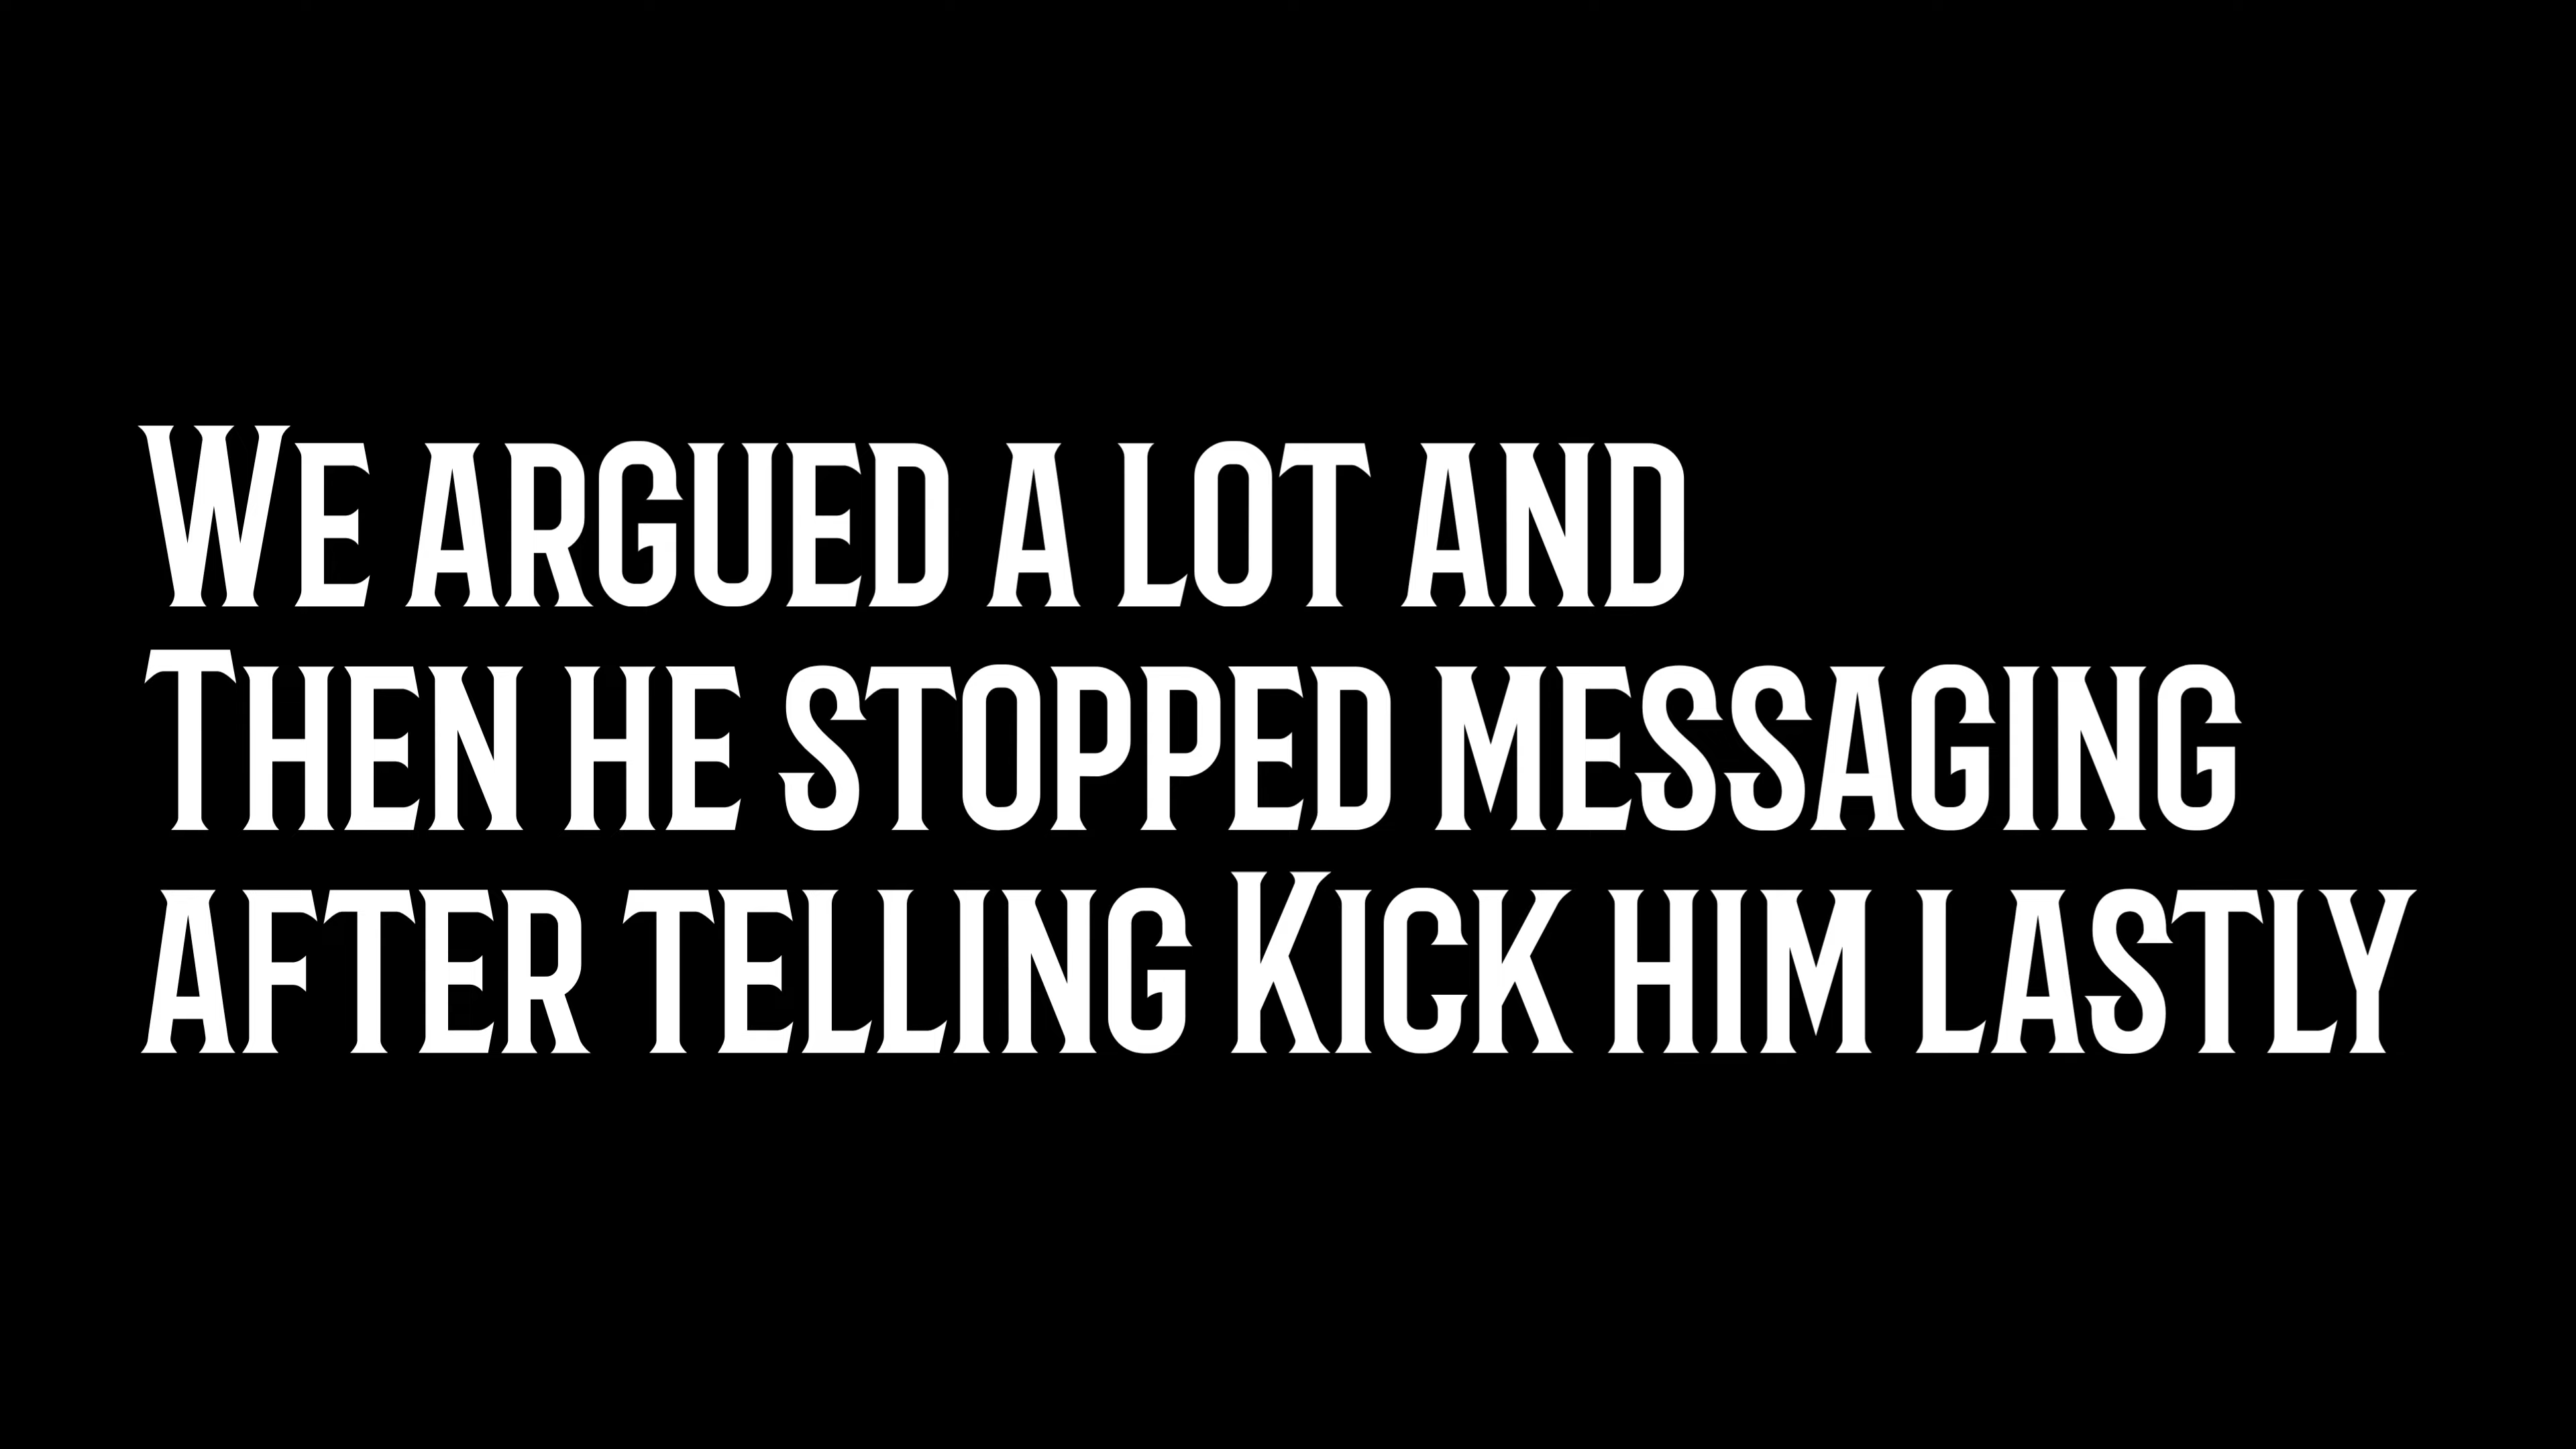 We argued a lot and
Then he stopped messaging
after telling Kick him lastly